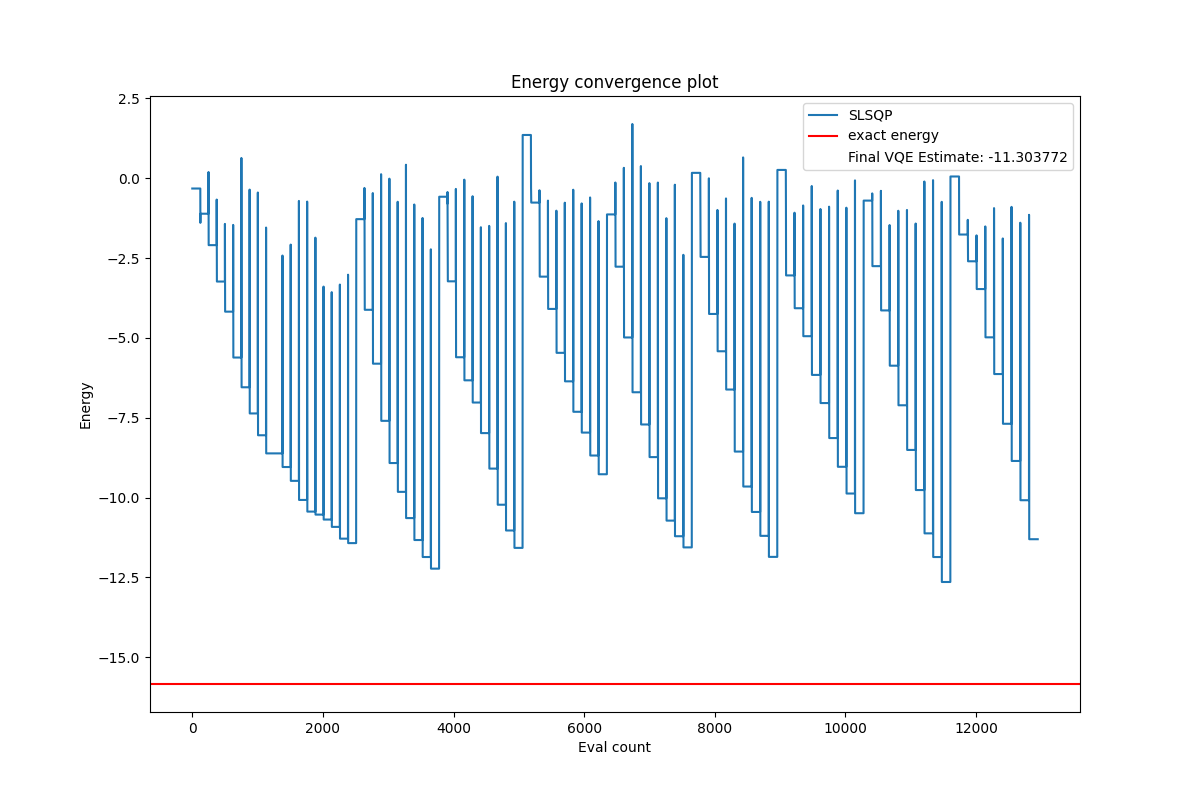 Energy convergence plot
SLSQP
exact energy
Final VQE Estimate: -11.303772
2.5
0.0
−2.5
−5.0
−7.5
−10.0
−12.5
−15.0
Energy
0
2000
4000
6000
8000
10000
12000
Eval count